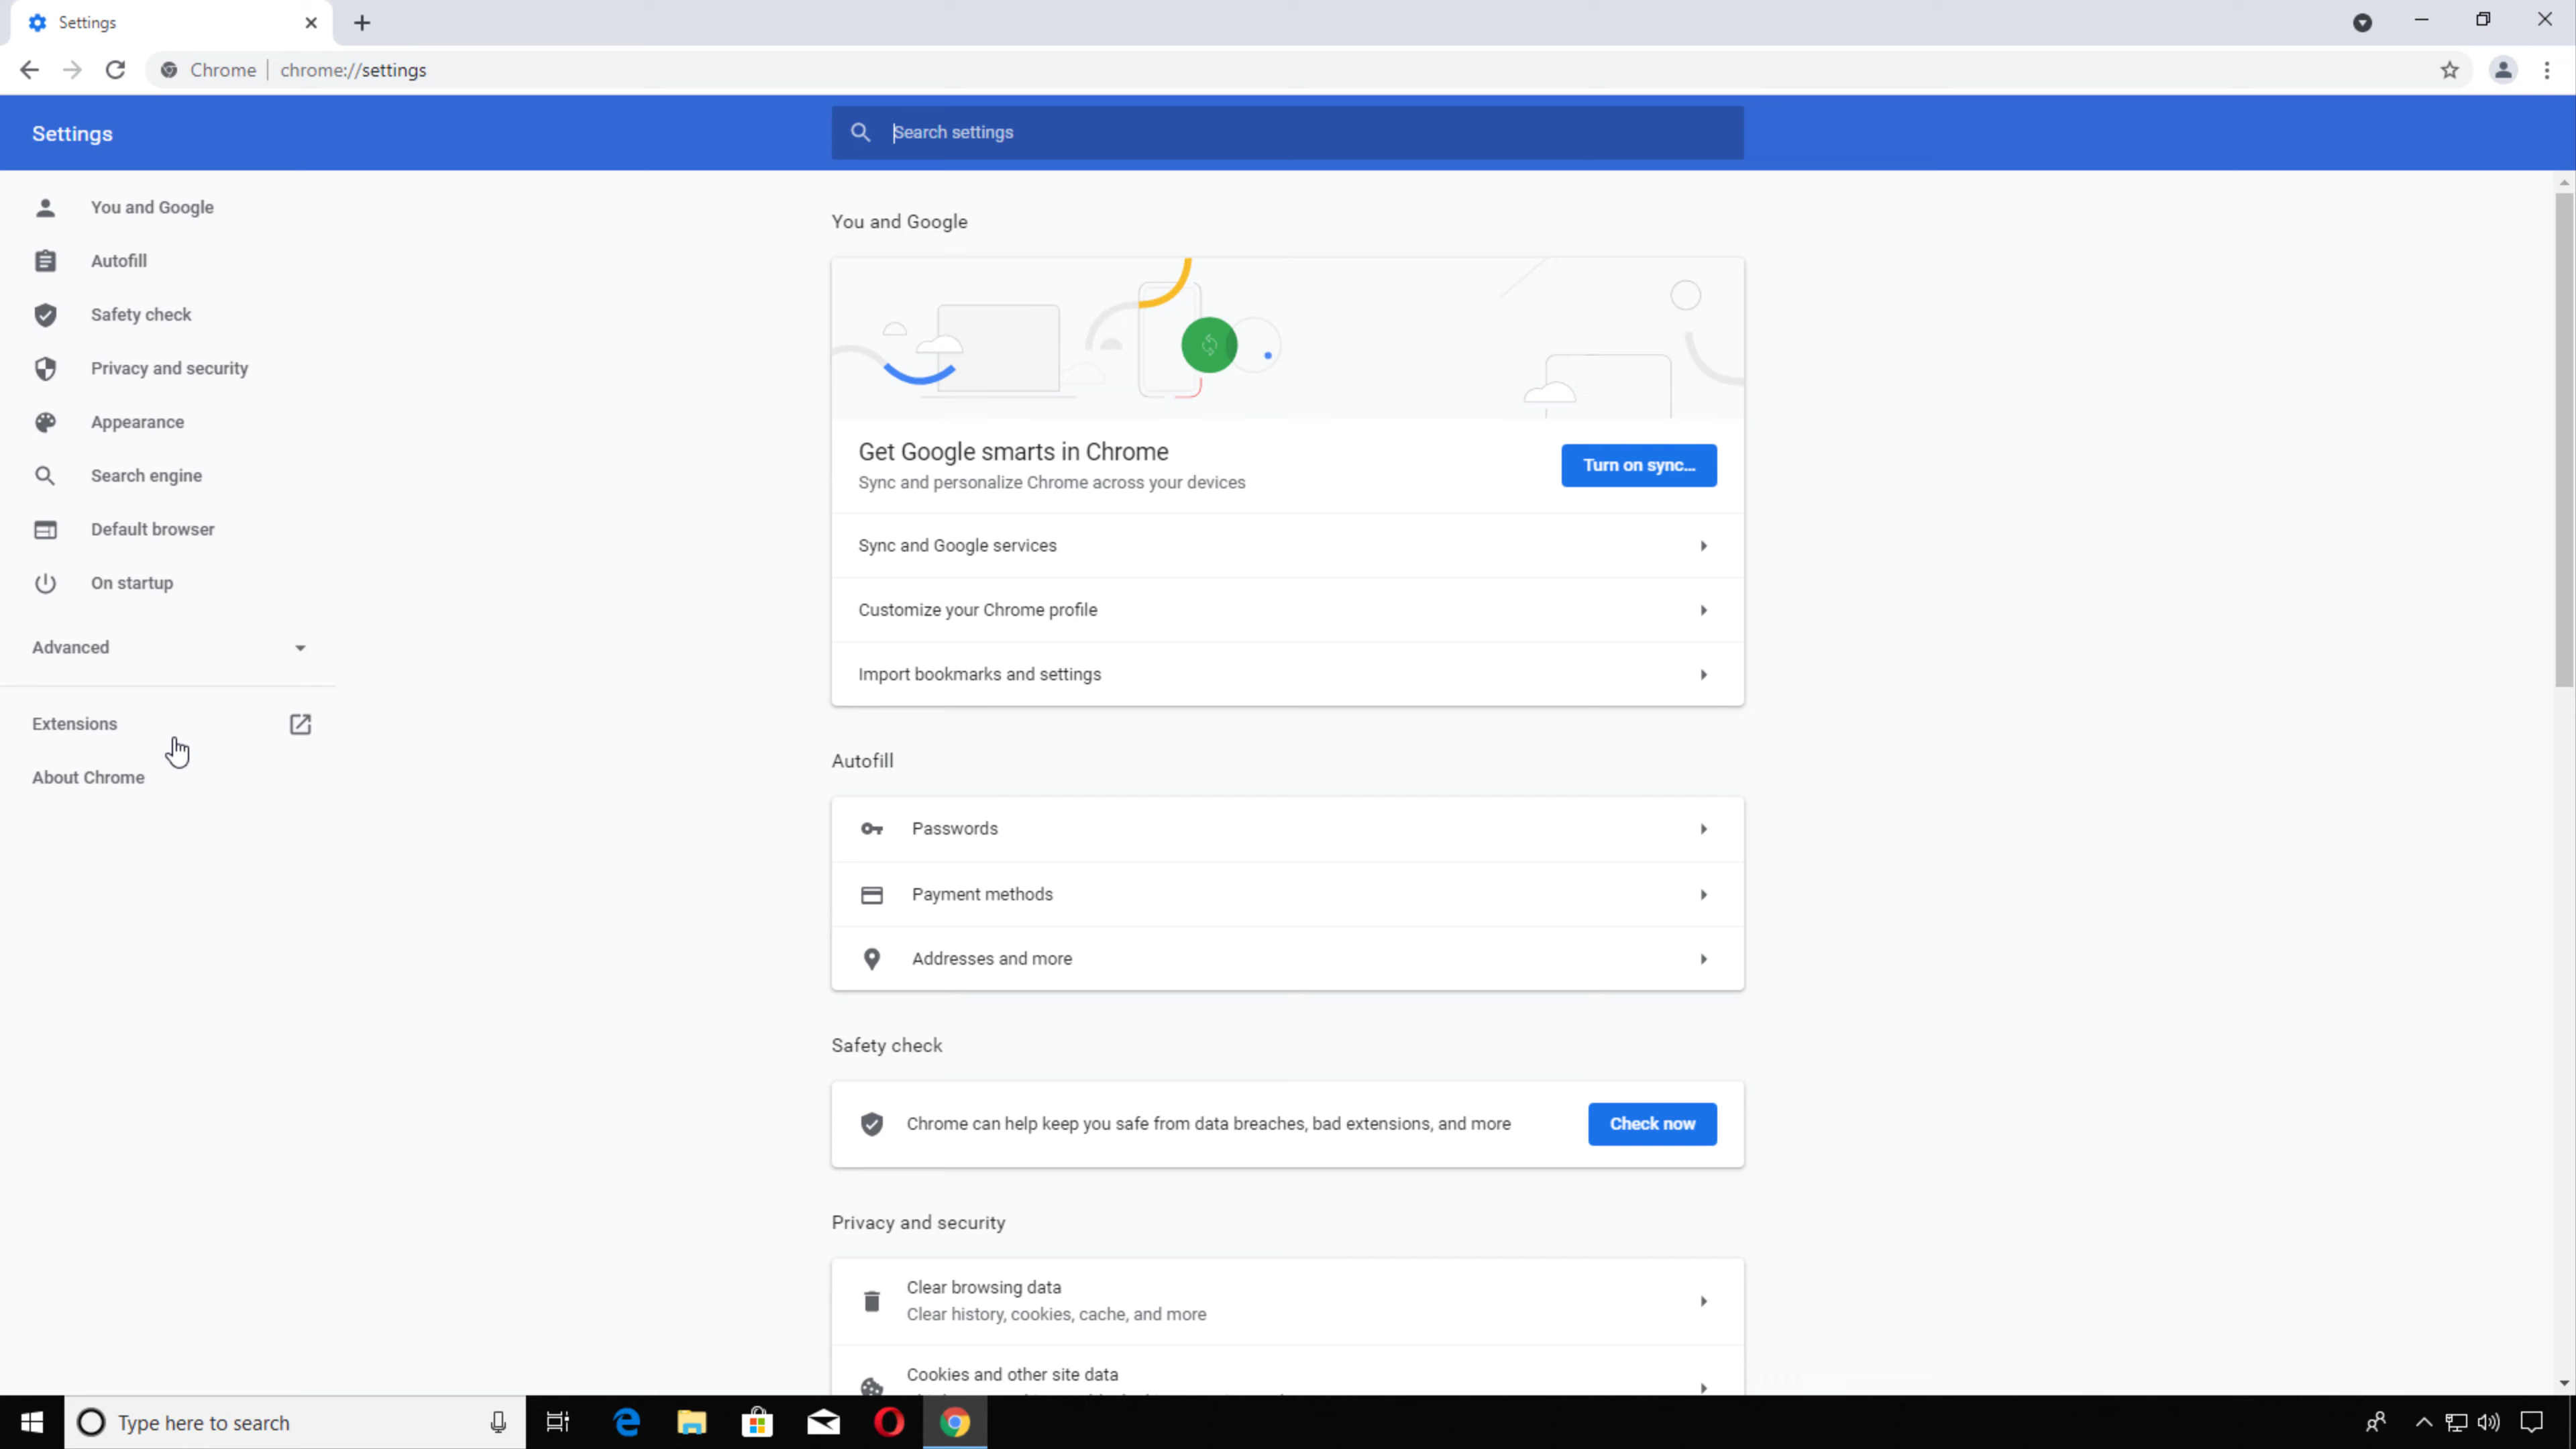 Settings
Chrome | chrome://settings
Settings
Search settings
You and Google
Autofill
Safety check
Privacy and security
Appearance
Search engine
Default browser
On startup
Advanced
Extensions
About Chrome
You and Google
Get Google smarts in Chrome
Sync and personalize Chrome across your devices
Turn on sync...
Sync and Google services
Customize your Chrome profile
Import bookmarks and settings
Autofill
Passwords
Payment methods
Addresses and more
Safety check
Chrome can help keep you safe from data breaches, bad extensions, and more
Check now
Privacy and security
Clear browsing data
Clear history, cookies, cache, and more
Cookies and other site data
Type here to search